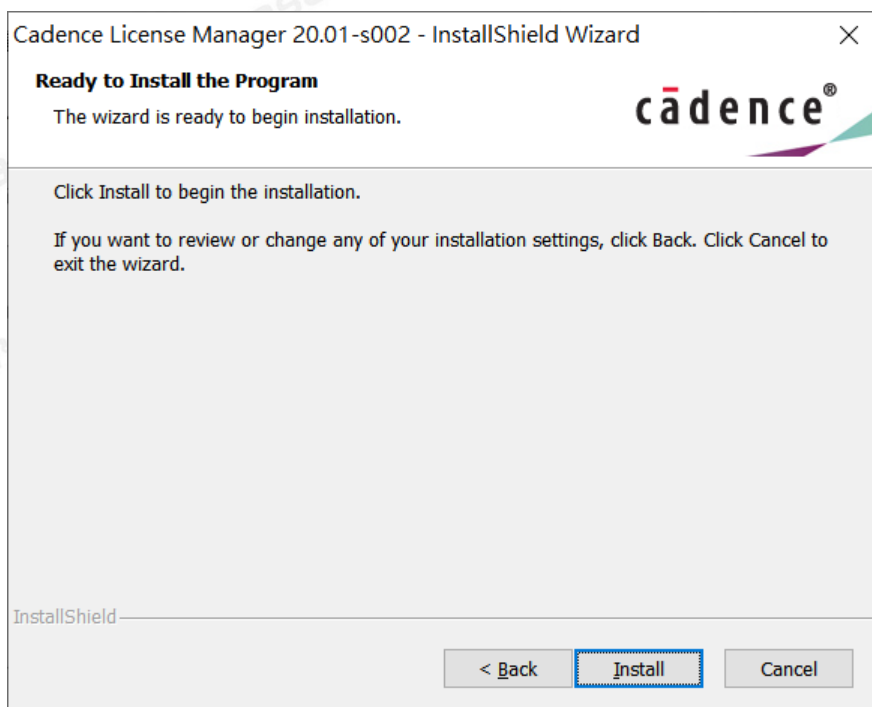 Cadence License Manager 20.01-s002 - InstallShield Wizard
Ready to Install the Program
The wizard is ready to begin installation.
cādence®
Click Install to begin the installation.
If you want to review or change any of your installation settings, click Back. Click Cancel to
exit the wizard.
InstallShield
< Back
Install
Cancel